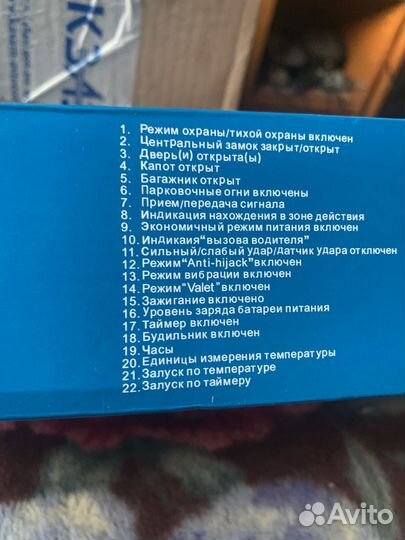 1. Режим охраны/тихой охраны включен
2. Центральный замок закрыт/открыт
3. Дверь(и) открыта(ы)
4. Капот открыт
5. Багажник открыт
6. Парковочные огни включены
7. Прием/передача сигнала
8. Индикация нахождения в зоне действия
9. Экономичный режим питания включен
10. Индикаия“вызова водителя”
11. Сильный/слабый удар/датчик удара отключен
12. Режим“Anti-hijack”включен
13. Режим вибрации включен
14. Режим“Valet”включен
15. Зажигание включено
16. Уровень заряда батареи питания
17. Таймер включен
18. Будильник включен
19. Часы
20. Единицы измерения температуры
21. Запуск по температуре
22. Запуск по таймеру
Avito